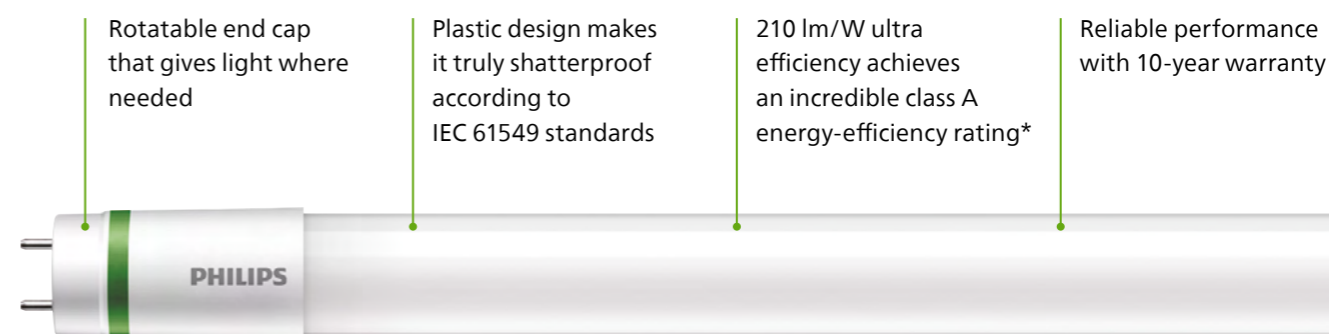 Rotatable end cap
that gives light where
needed
Plastic design makes
it truly shatterproof
according to
IEC 61549 standards
210 lm/W ultra
efficiency achieves
an incredible class A
energy-efficiency rating*
Reliable performance
with 10-year warranty
PHILIPS